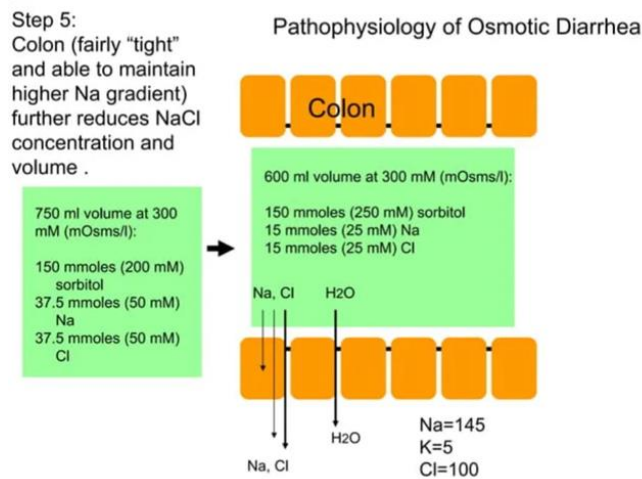 Step 5:
Colon (fairly “tight”
and able to maintain
higher Na gradient)
further reduces NaCl
concentration and
volume .
Pathophysiology of Osmotic Diarrhea
Colon
750 ml volume at 300
mM (mOsms/l):
150 mmoles (200 mM)
sorbitol
37.5 mmoles (50 mM)
Na
37.5 mmoles (50 mM)
Cl
600 ml volume at 300 mM (mOsms/l):
150 mmoles (250 mM) sorbitol
15 mmoles (25 mM) Na
15 mmoles (25 mM) Cl
Na, Cl
H2O
H2O
Na, Cl
Na=145
K=5
Cl=100